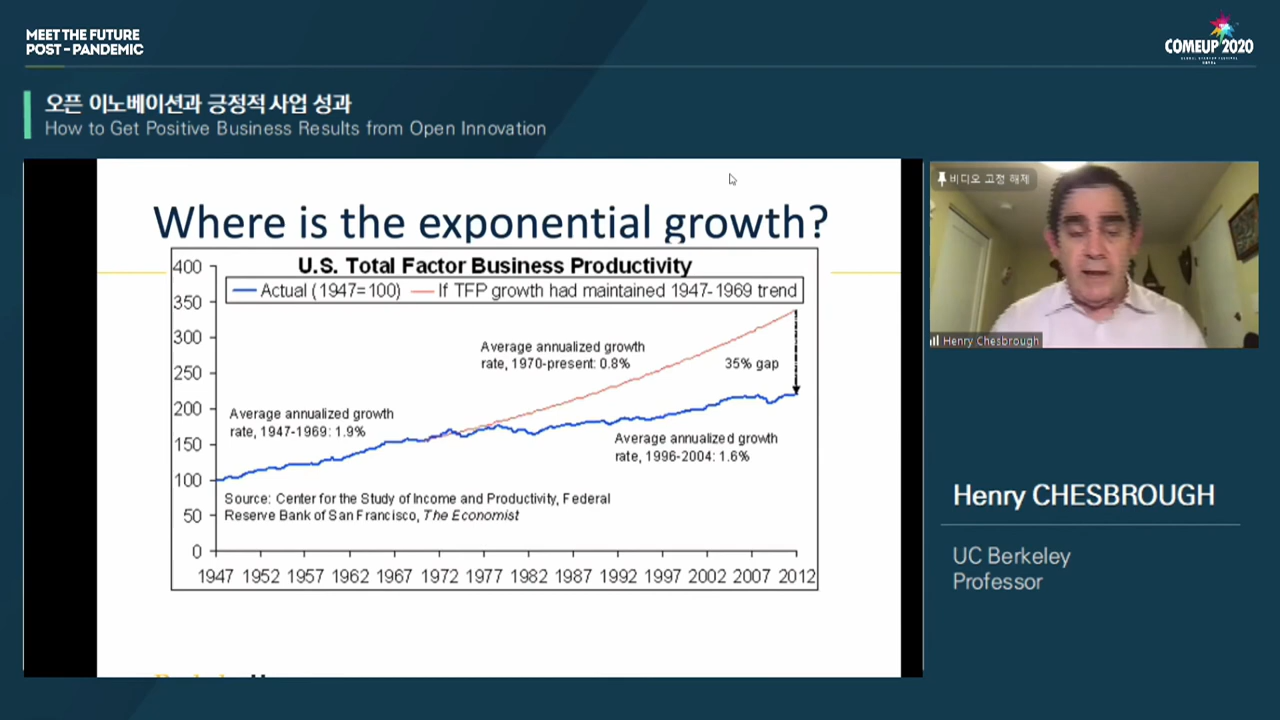 MEET THE FUTURE
POST-PANDEMIC
COMEUP 2020
오픈 이노베이션과 긍정적 사업 성과
How to Get Positive Business Results from Open Innovation
Where is the exponential growth?
U.S. Total Factor Business Productivity
Actual (1947=100)
If TFP growth had maintained 1947-1969 trend
400
350
300
250
200
150
100
50
0
Average annualized growth
rate, 1970-present: 0.8%
35% gap
Average annualized growth
rate, 1947-1969: 1.9%
Average annualized growth
rate, 1996-2004: 1.6%
Source: Center for the Study of Income and Productivity, Federal
Reserve Bank of San Francisco, The Economist
1947 1952 1957 1962 1967 1972 1977 1982 1987 1992 1997 2002 2007 2012
비디오 고정 해제
Henry Chesbrough
Henry CHESBROUGH
UC Berkeley
Professor